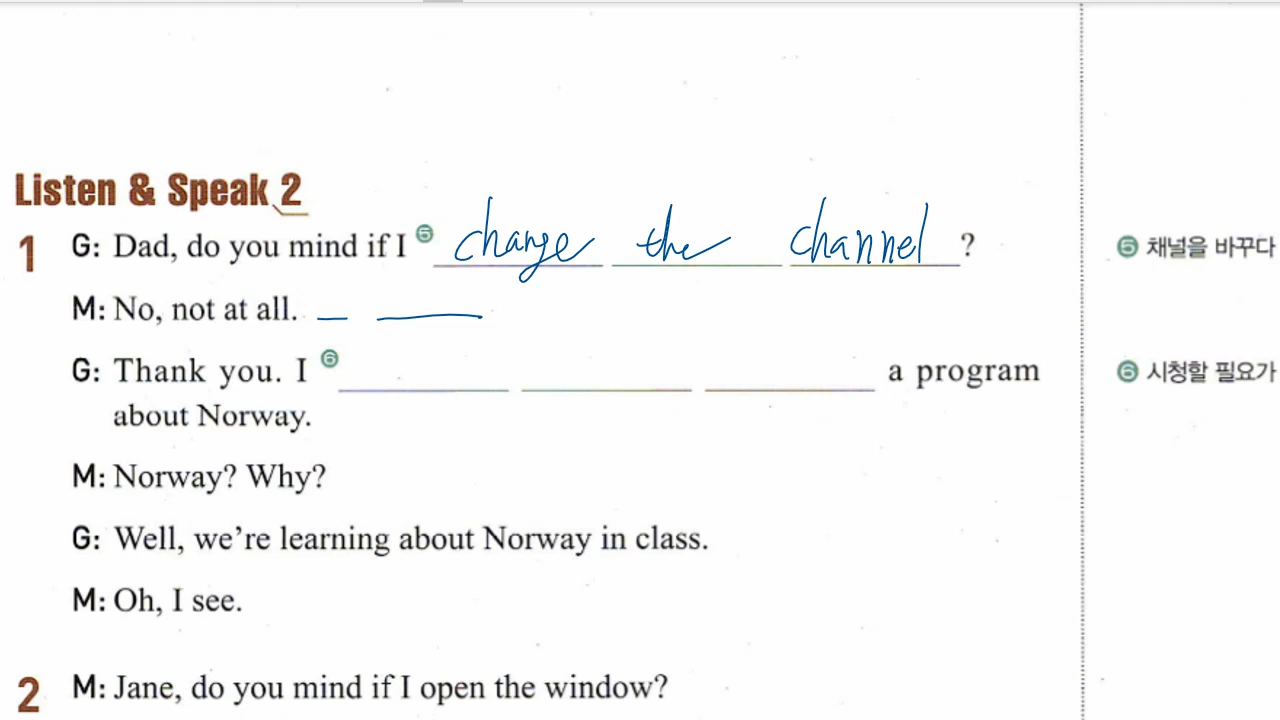 Listen & Speak 2
1 G: Dad, do you mind if I ⑤ change the channel ? ⑤ 채널을 바꾸다
M: No, not at all.
G: Thank you. I ⑥ a program ⑥ 시청할 필요가
about Norway.
M: Norway? Why?
G: Well, we're learning about Norway in class.
M: Oh, I see.
2 M: Jane, do you mind if I open the window?